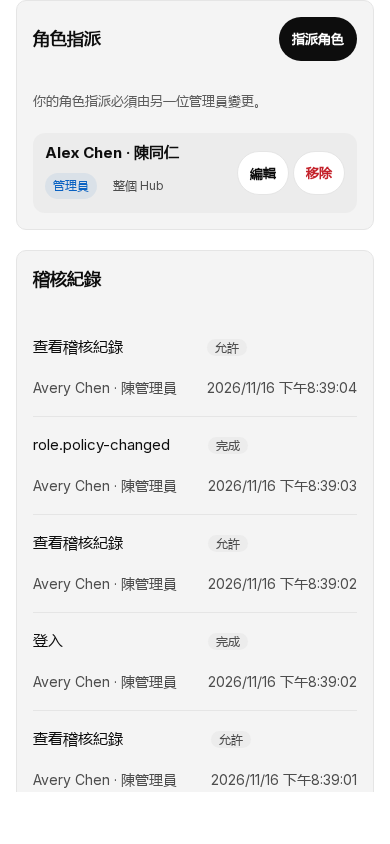 角色指派
指派角色
你的角色指派必須由另一位管理員變更。
Alex Chen · 陳同仁
管理員
整個 Hub
編輯
移除
稽核紀錄
查看稽核紀錄
允許
Avery Chen · 陳管理員
2026/11/16 下午8:39:04
role.policy-changed
完成
Avery Chen · 陳管理員
2026/11/16 下午8:39:03
查看稽核紀錄
允許
Avery Chen · 陳管理員
2026/11/16 下午8:39:02
登入
完成
Avery Chen · 陳管理員
2026/11/16 下午8:39:02
查看稽核紀錄
允許
Avery Chen · 陳管理員
2026/11/16 下午8:39:01